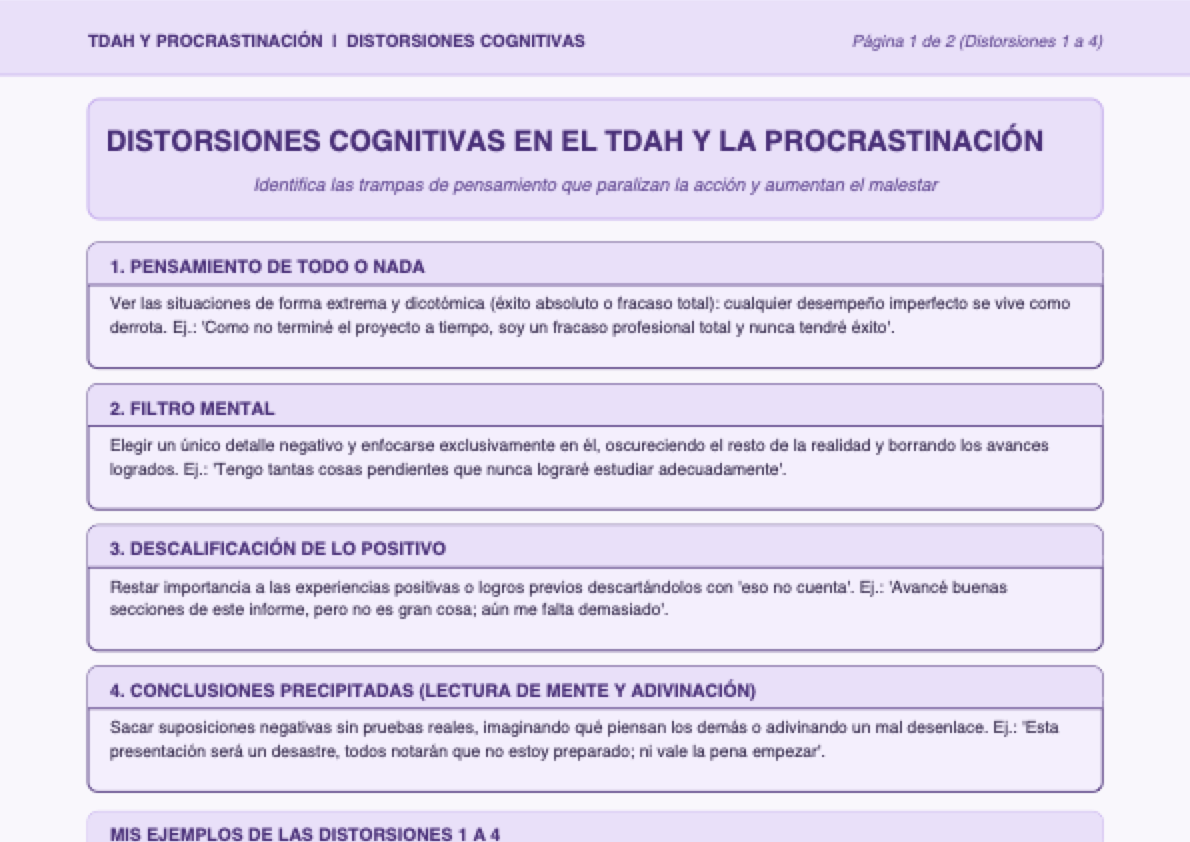 TDAH Y PROCRASTINACIÓN | DISTORSIONES COGNITIVAS
Página 1 de 2 (Distorsiones 1 a 4)
DISTORSIONES COGNITIVAS EN EL TDAH Y LA PROCRASTINACIÓN
Identifica las trampas de pensamiento que paralizan la acción y aumentan el malestar
1. PENSAMIENTO DE TODO O NADA
Ver las situaciones de forma extrema y dicotómica (éxito absoluto o fracaso total): cualquier desempeño imperfecto se vive como
derrota. Ej.: 'Como no terminé el proyecto a tiempo, soy un fracaso profesional total y nunca tendré éxito'.
2. FILTRO MENTAL
Elegir un único detalle negativo y enfocarse exclusivamente en él, oscureciendo el resto de la realidad y borrando los avances
logrados. Ej.: 'Tengo tantas cosas pendientes que nunca lograré estudiar adecuadamente'.
3. DESCALIFICACIÓN DE LO POSITIVO
Restar importancia a las experiencias positivas o logros previos descartándolos con 'eso no cuenta'. Ej.: 'Avancé buenas
secciones de este informe, pero no es gran cosa; aún me falta demasiado'.
4. CONCLUSIONES PRECIPITADAS (LECTURA DE MENTE Y ADIVINACIÓN)
Sacar suposiciones negativas sin pruebas reales, imaginando qué piensan los demás o adivinando un mal desenlace. Ej.: 'Esta
presentación será un desastre, todos notarán que no estoy preparado; ni vale la pena empezar'.
MIS EJEMPLOS DE LAS DISTORSIONES 1 A 4